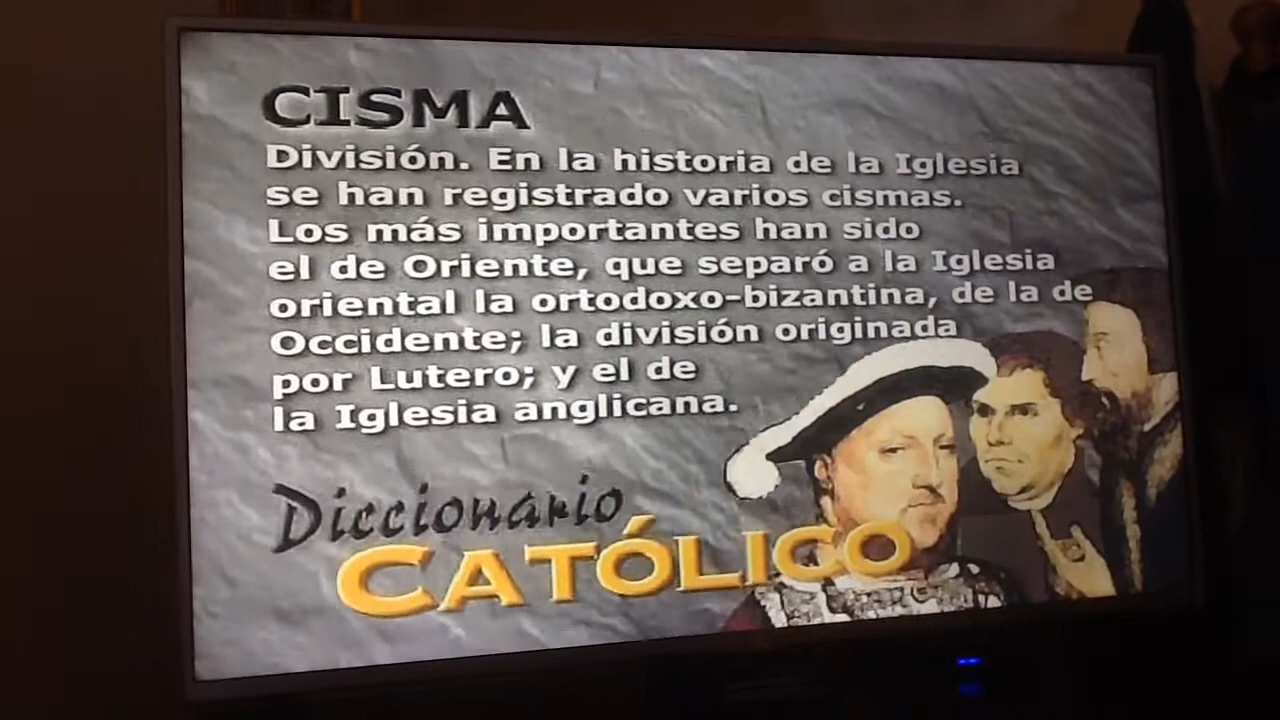 CISMA
División. En la historia de la Iglesia
se han registrado varios cismas.
Los más importantes han sido
el de Oriente, que separó a la Iglesia
oriental la ortodoxo-bizantina, de la de
Occidente; la división originada
por Lutero; y el de
la Iglesia anglicana.
Diccionario
CATÓLICO